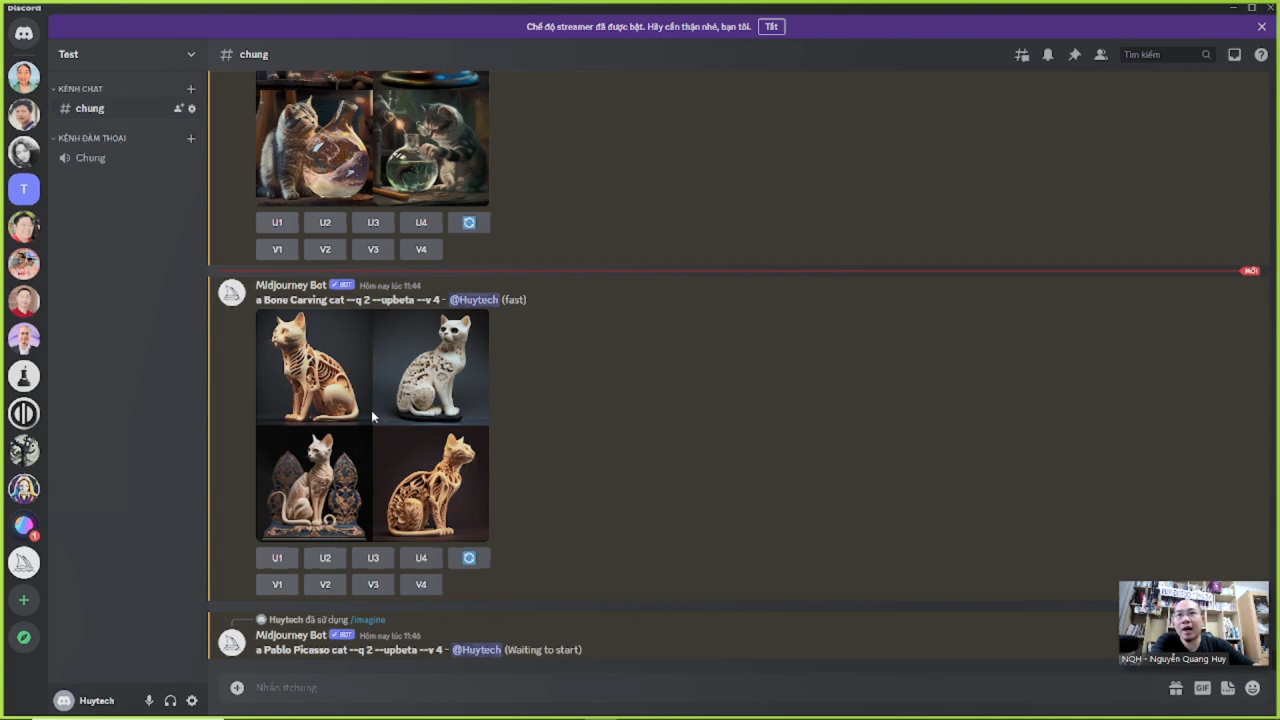 Discord
Chế độ streamer đã được bật. Hãy cẩn thận nhé, bạn tôi. Tắt
Test
chung
Tìm kiếm
KÊNH CHAT
chung
KÊNH ĐÀM THOẠI
Chung
T
U1 U2 U3 U4
V1 V2 V3 V4
MỚI
Midjourney Bot ✓ BOT Hôm nay lúc 11:44
a Bone Carving cat --q 2 --upbeta --v 4 - @Huytech (fast)
U1 U2 U3 U4
V1 V2 V3 V4
Huytech đã sử dụng /imagine
Midjourney Bot ✓ BOT Hôm nay lúc 11:46
a Pablo Picasso cat --q 2 --upbeta --v 4 - @Huytech (Waiting to start)
NQH - Nguyễn Quang Huy
1
Huytech
Nhắn #chung
GIF